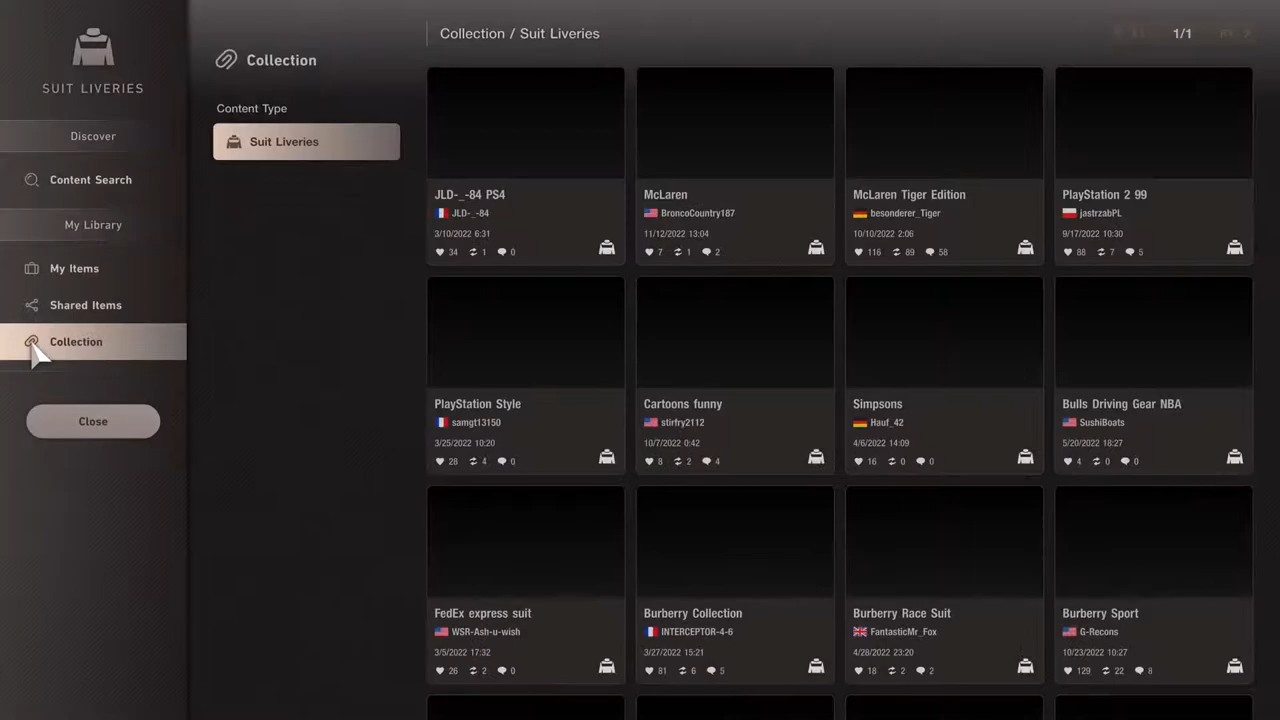 SUIT LIVERIES
Discover
Content Search
My Library
My Items
Shared Items
Collection
Close
Collection
Content Type
Suit Liveries
Collection / Suit Liveries
1/1
JLD-_-84 PS4
JLD-_-84
3/10/2022 6:31
34 1 0
McLaren
BroncoCountry187
11/12/2022 13:04
7 1 2
McLaren Tiger Edition
besonderer_Tiger
10/10/2022 2:06
116 89 58
PlayStation 2 99
jastrzabPL
9/17/2022 10:30
88 7 5
PlayStation Style
samgt13150
3/25/2022 10:20
28 4 0
Cartoons funny
stirfry2112
10/7/2022 0:42
8 2 4
Simpsons
Hauf_42
4/6/2022 14:09
16 0 0
Bulls Driving Gear NBA
SushiBoats
5/20/2022 18:27
4 0 0
FedEx express suit
WSR-Ash-u-wish
3/5/2022 17:32
26 2 0
Burberry Collection
INTERCEPTOR-4-6
3/27/2022 15:21
81 6 5
Burberry Race Suit
FantasticMr_Fox
4/28/2022 23:20
18 2 2
Burberry Sport
G-Recons
10/23/2022 10:27
129 22 8